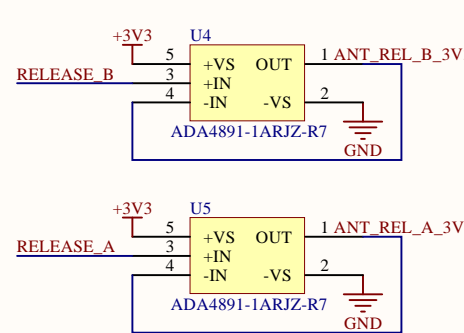 +3V3 U4
5 +VS OUT 1 ANT_REL_B_3V
RELEASE_B 3 +IN
4 -IN -VS 2
ADA4891-1ARJZ-R7
GND
+3V3 U5
5 +VS OUT 1 ANT_REL_A_3V
RELEASE_A 3 +IN
4 -IN -VS 2
ADA4891-1ARJZ-R7
GND